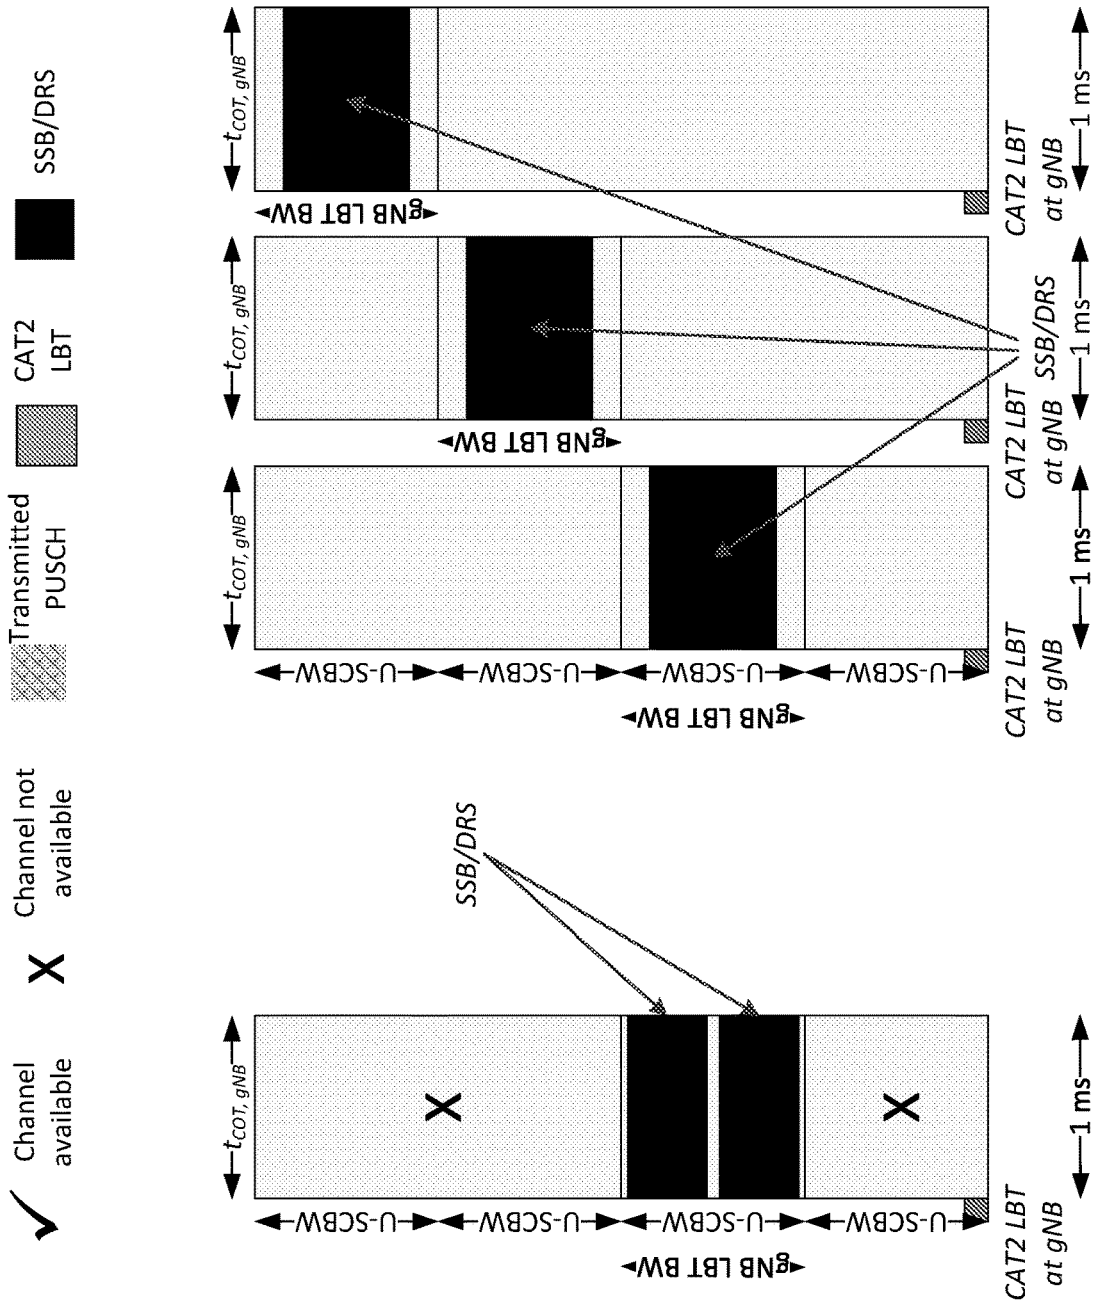 ✓ Channel
available
X Channel not
available
Transmitted
PUSCH
CAT2
LBT
SSB/DRS
t_COT, gNB
U-SCBW
U-SCBW
U-SCBW
U-SCBW
gNB LBT BW
X
X
SSB/DRS
CAT2 LBT
at gNB
1 ms
t_COT, gNB
U-SCBW
U-SCBW
U-SCBW
U-SCBW
gNB LBT BW
CAT2 LBT
at gNB
1 ms
t_COT, gNB
gNB LBT BW
CAT2 LBT
at gNB
1 ms
SSB/DRS
t_COT, gNB
gNB LBT BW
CAT2 LBT
at gNB
1 ms